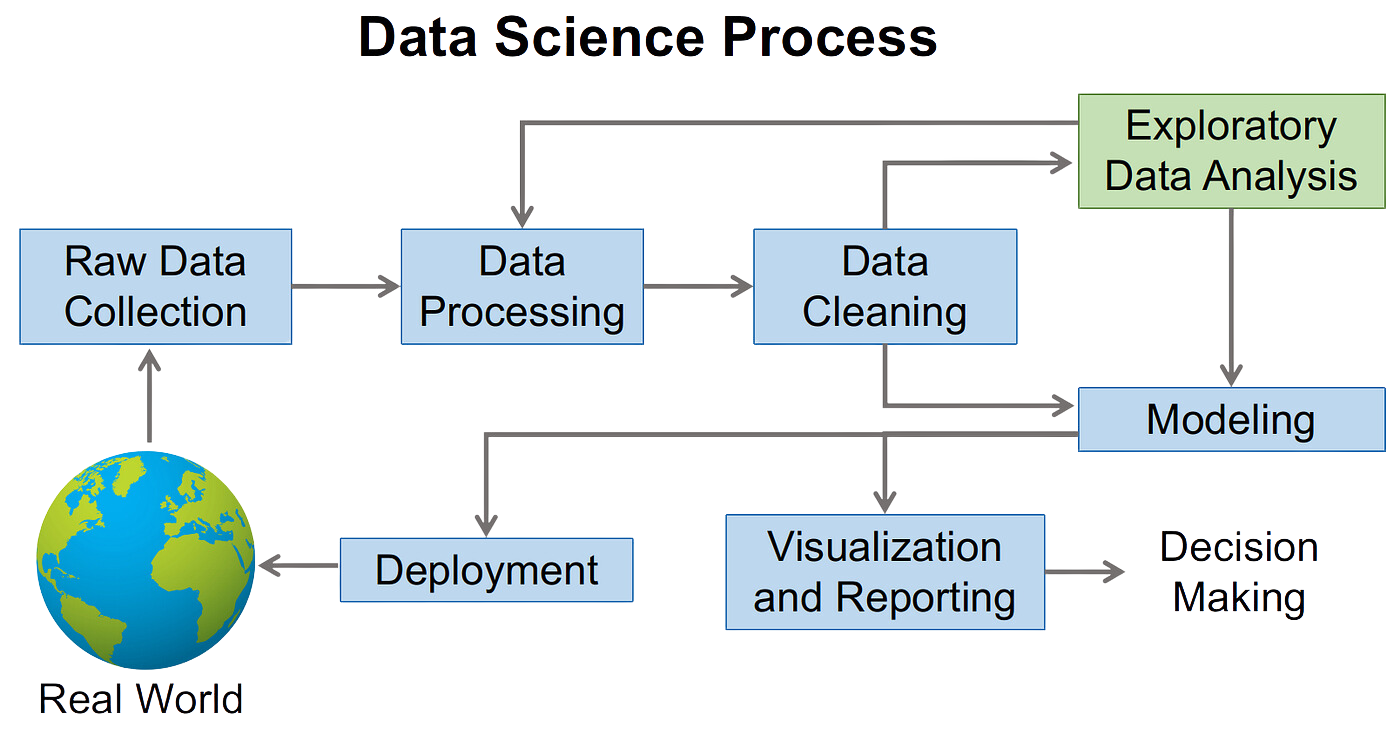 Data Science Process
Exploratory
Data Analysis
Raw Data
Collection
Data
Processing
Data
Cleaning
Modeling
Deployment
Visualization
and Reporting
Decision
Making
Real World